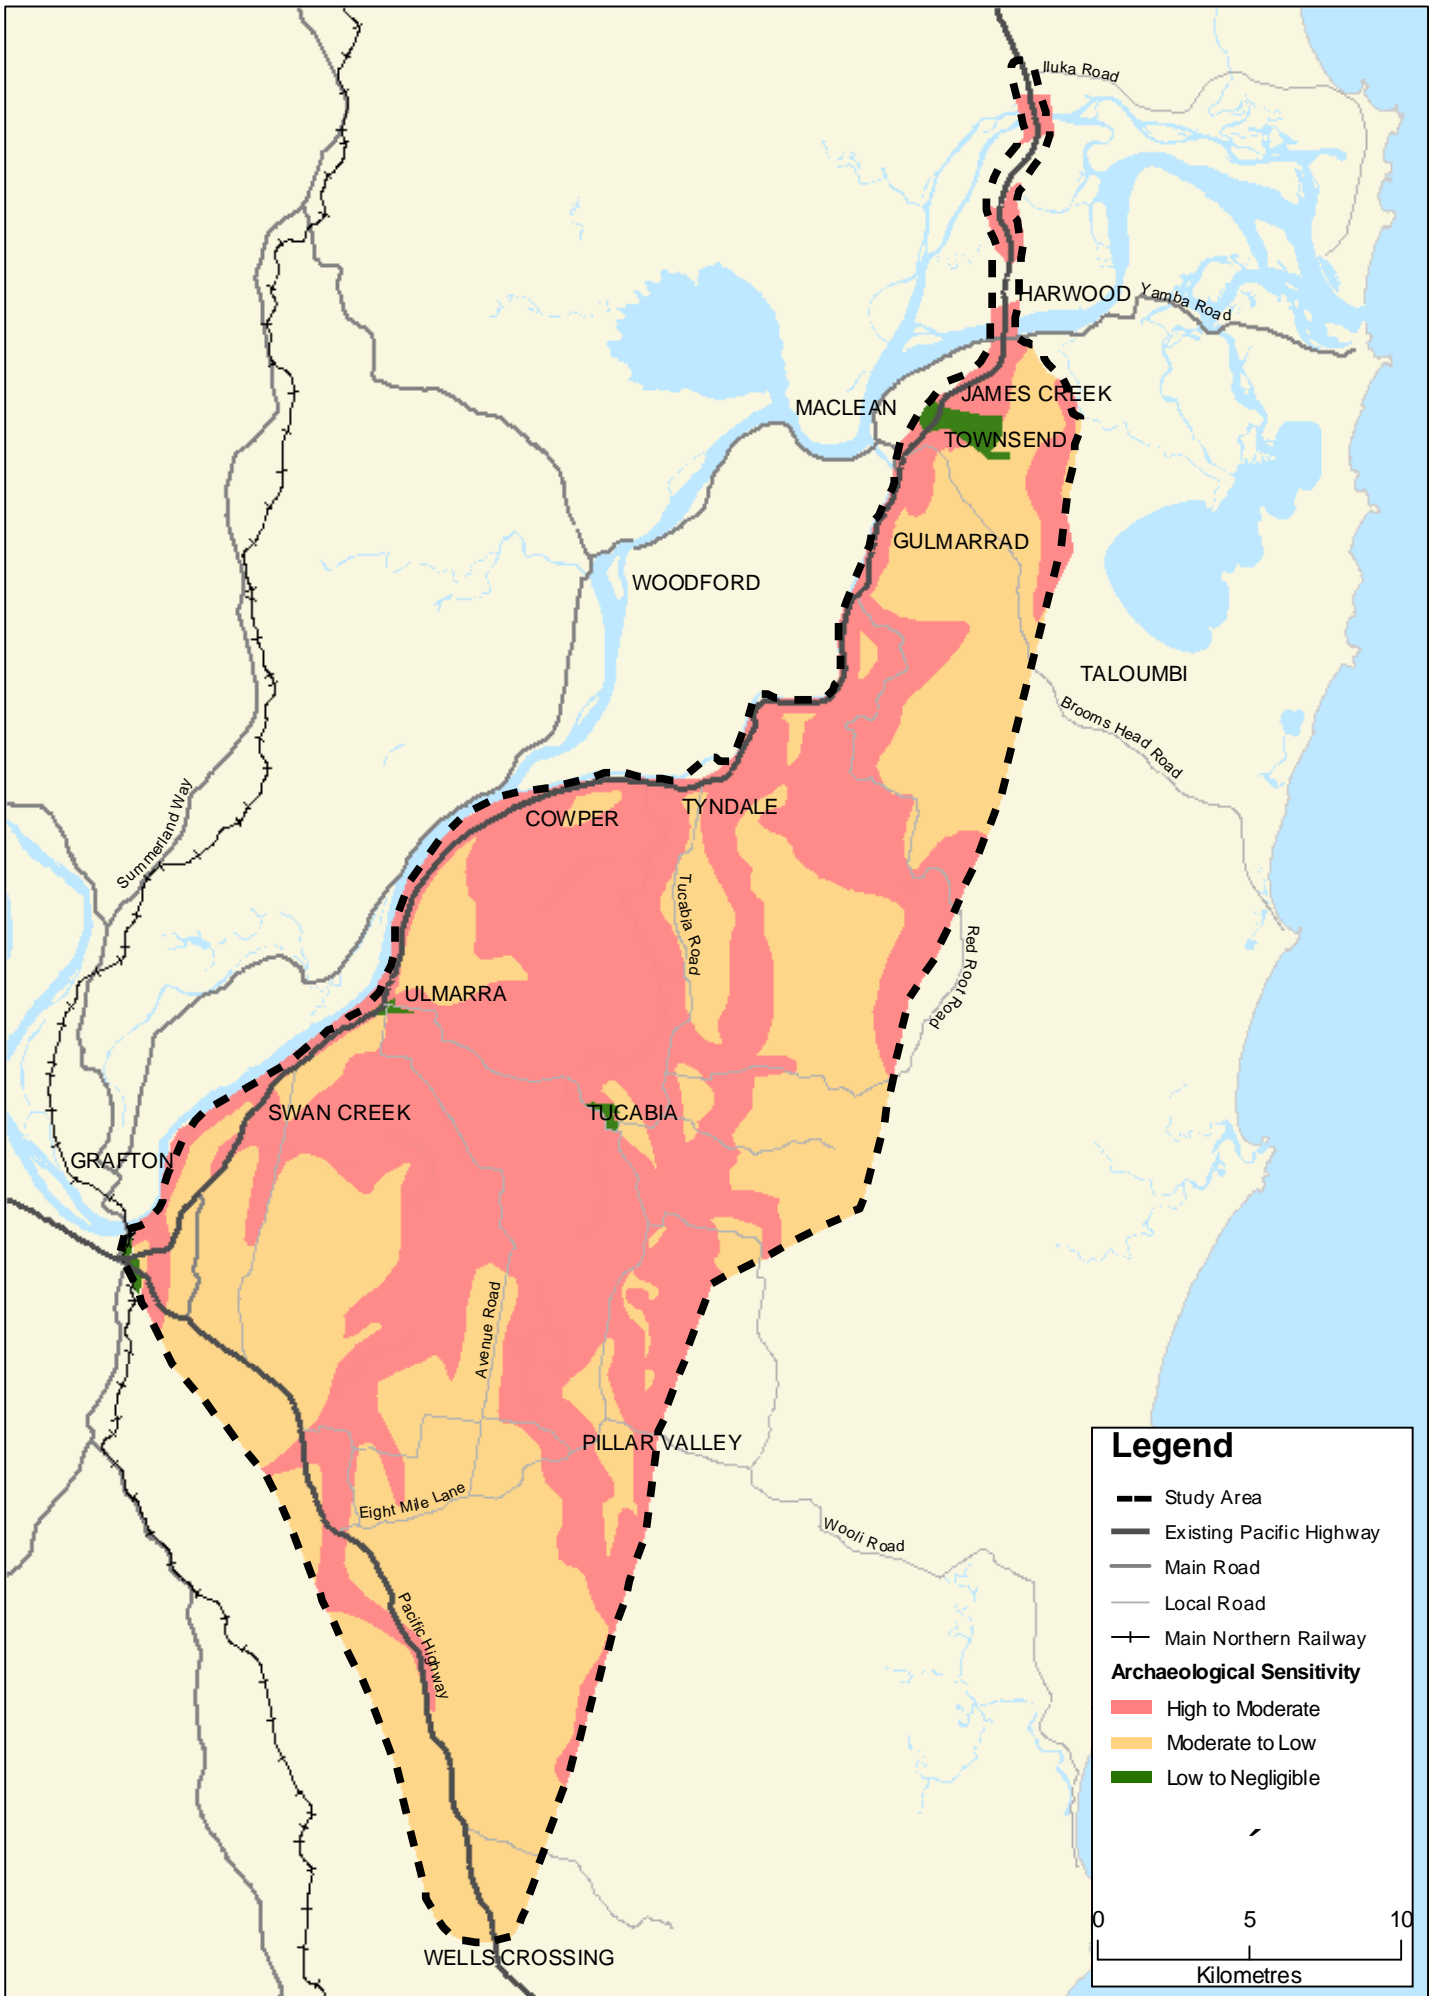 Iluka Road
HARWOOD
Yamba Road
JAMES CREEK
MACLEAN
TOWNSEND
GULMARRAD
WOODFORD
TALOUMBI
Brooms Head Road
Summerland Way
COWPER
TYNDALE
Tucabia Road
Red Root Road
ULMARRA
SWAN CREEK
TUCABIA
GRAFTON
Avenue Road
PILLAR VALLEY
Eight Mile Lane
Wooli Road
Pacific Highway
WELLS CROSSING
Legend
Study Area
Existing Pacific Highway
Main Road
Local Road
Main Northern Railway
Archaeological Sensitivity
High to Moderate
Moderate to Low
Low to Negligible
0 5 10
Kilometres